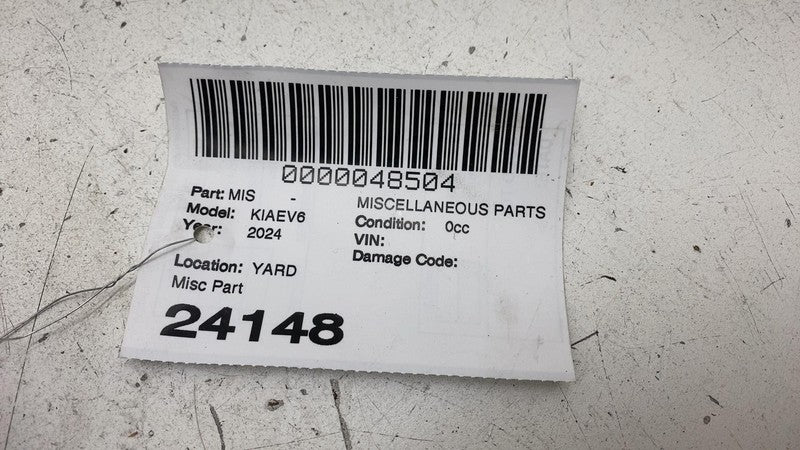 0000048504
Part: MIS - MISCELLANEOUS PARTS
Model: KIAEV6 Condition: 0cc
Year: 2024 VIN:
Damage Code:
Location: YARD
Misc Part
24148